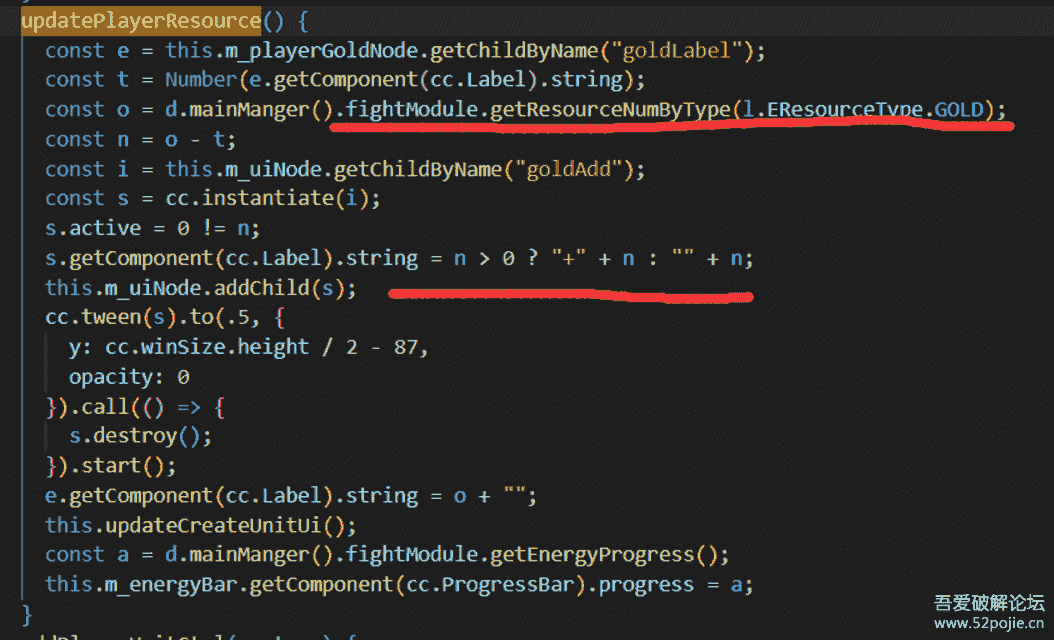 updatePlayerResource() {
const e = this.m_playerGoldNode.getChildByName("goldLabel");
const t = Number(e.getComponent(cc.Label).string);
const o = d.mainManger().fightModule.getResourceNumByType(l.EResourceType.GOLD);
const n = o - t;
const i = this.m_uiNode.getChildByName("goldAdd");
const s = cc.instantiate(i);
s.active = 0 != n;
s.getComponent(cc.Label).string = n > 0 ? "+" + n : "" + n;
this.m_uiNode.addChild(s);
cc.tween(s).to(.5, {
y: cc.winSize.height / 2 - 87,
opacity: 0
}).call(() => {
s.destroy();
}).start();
e.getComponent(cc.Label).string = o + "";
this.updateCreateUnitUi();
const a = d.mainManger().fightModule.getEnergyProgress();
this.m_energyBar.getComponent(cc.ProgressBar).progress = a;
}
吾爱破解论坛
www.52pojie.cn